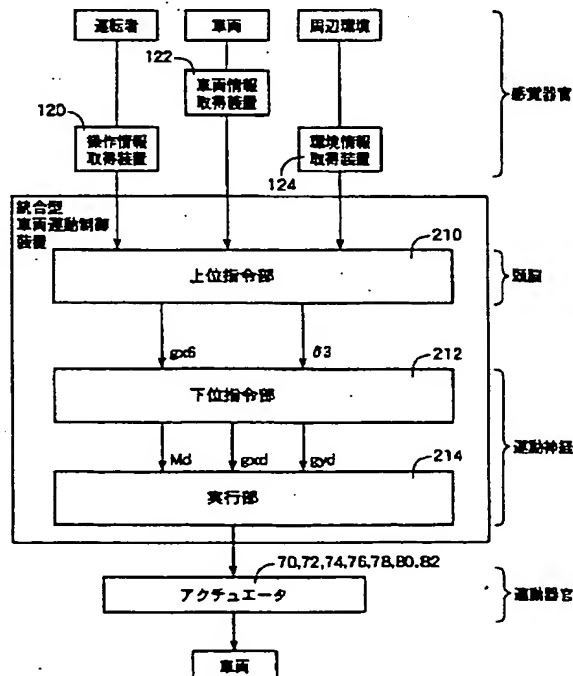 運転者
車両
周辺環境
122
車両情報
取得装置
感覚器官
120
操作情報
取得装置
環境情報
取得装置
124
統合型
車両運動制御
装置
210
上位指令部
頭脳
gx6
δ3
212
下位指令部
運動神経
Md
gxd
gyd
214
実行部
70,72,74,76,78,80,82
アクチュエータ
運動器官
車両